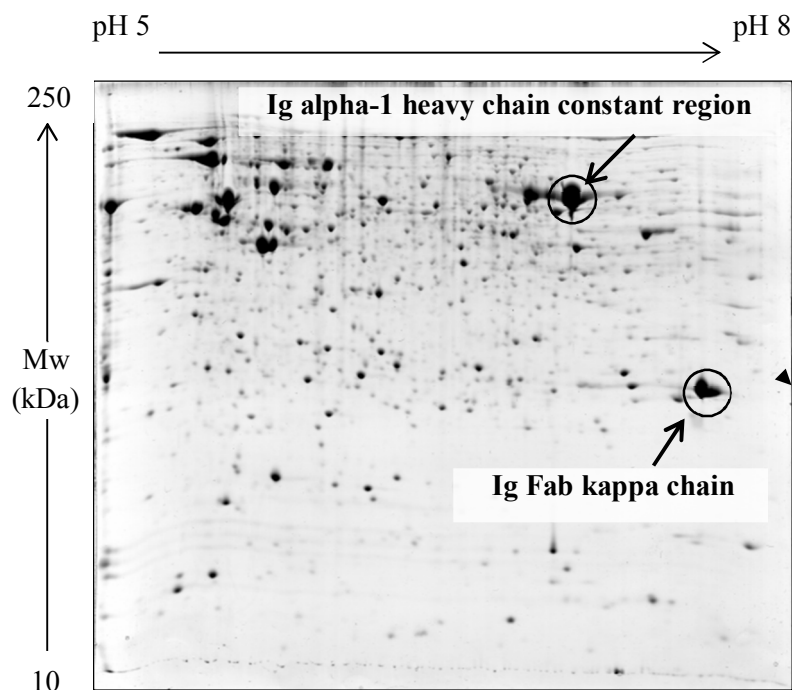 pH 5
pH 8
250
Ig alpha-1 heavy chain constant region
Mw
(kDa)
Ig Fab kappa chain
10